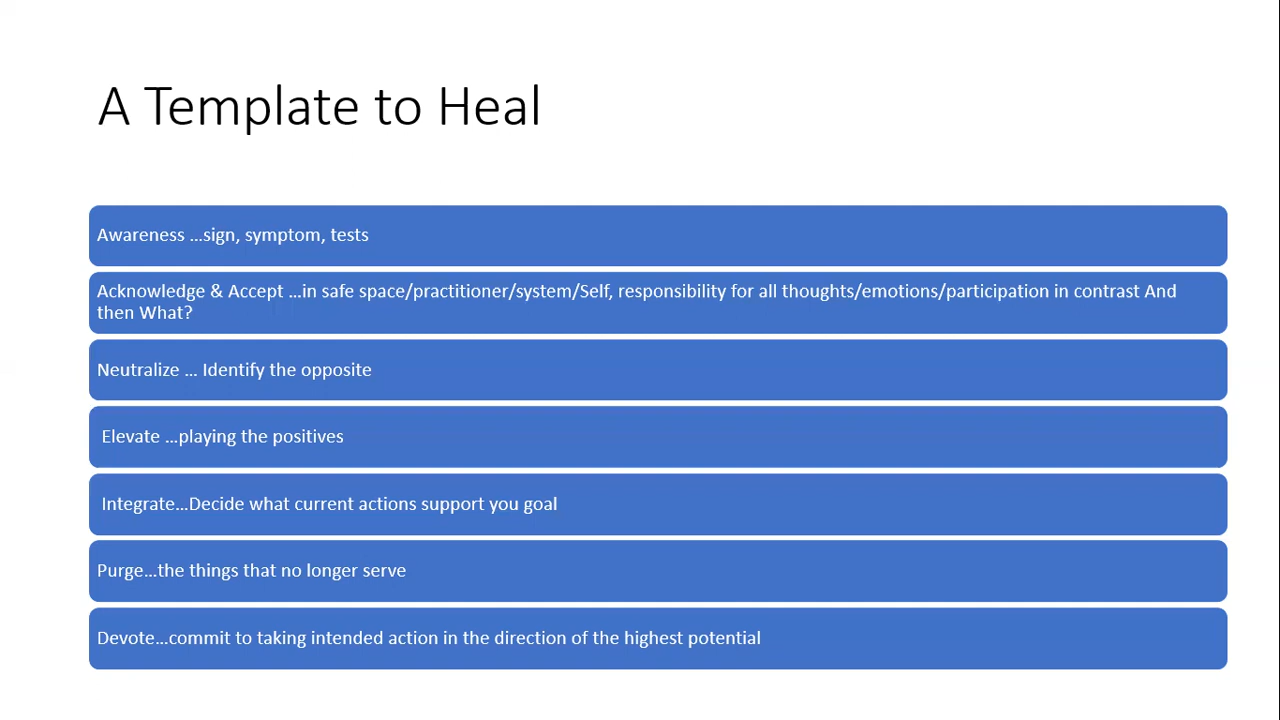 A Template to Heal
Awareness …sign, symptom, tests
Acknowledge & Accept …in safe space/practitioner/system/Self, responsibility for all thoughts/emotions/participation in contrast And
then What?
Neutralize … Identify the opposite
Elevate …playing the positives
Integrate…Decide what current actions support you goal
Purge…the things that no longer serve
Devote…commit to taking intended action in the direction of the highest potential